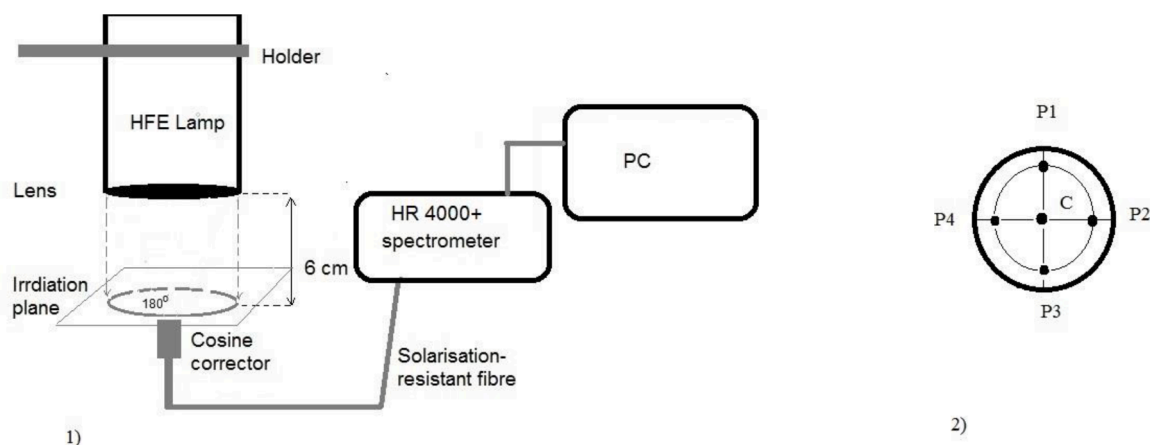 Holder
HFE Lamp
Lens
PC
HR 4000+
spectrometer
6 cm
Irrdiation
plane
180o
Cosine
corrector
Solarisation-
resistant fibre
1)
P1
P4
C
P2
P3
2)